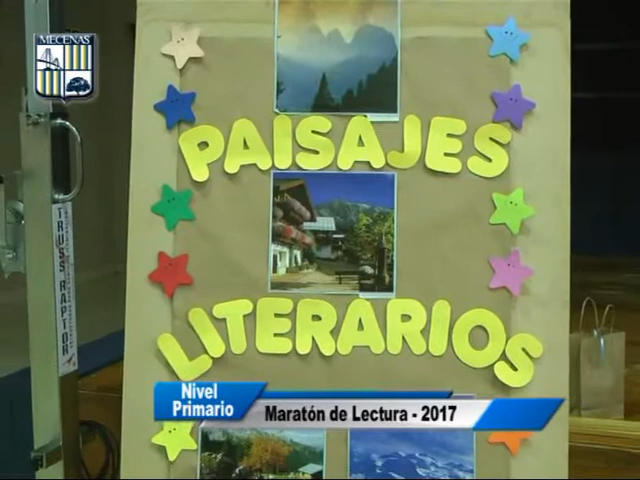 MECENAS
PAISAJES
LITERARIOS
TRUSS RAPTOR
Nivel
Primario
Maratón de Lectura - 2017